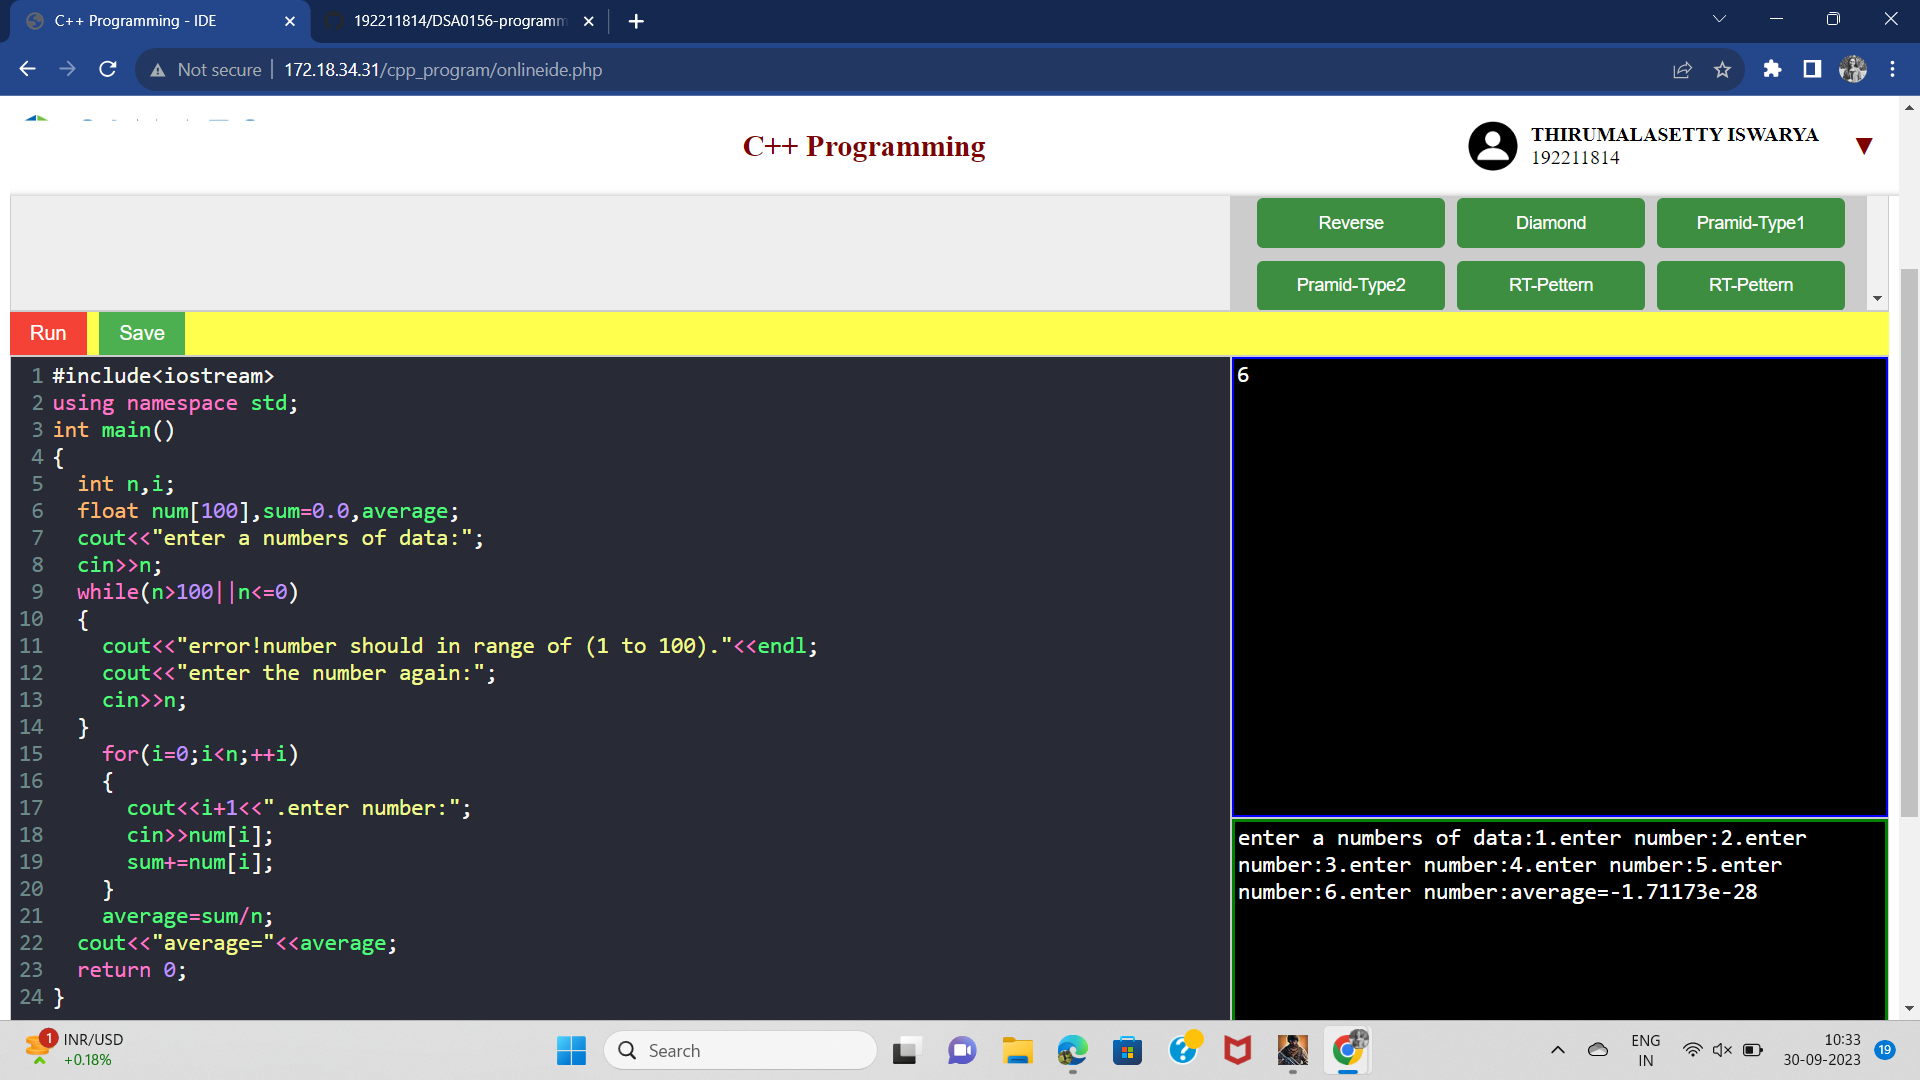 C++ Programming - IDE
192211814/DSA0156-programm
Not secure
172.18.34.31/cpp_program/onlineide.php
C++ Programming
THIRUMALASETTY ISWARYA
192211814
Reverse
Diamond
Pramid-Type1
Pramid-Type2
RT-Pettern
RT-Pettern
Run
Save
1 #include<iostream>
2 using namespace std;
3 int main()
4 {
5   int n,i;
6   float num[100],sum=0.0,average;
7   cout<<"enter a numbers of data:";
8   cin>>n;
9   while(n>100||n<=0)
10   {
11     cout<<"error!number should in range of (1 to 100)."<<endl;
12     cout<<"enter the number again:";
13     cin>>n;
14   }
15     for(i=0;i<n;++i)
16     {
17       cout<<i+1<<".enter number:";
18       cin>>num[i];
19       sum+=num[i];
20     }
21     average=sum/n;
22   cout<<"average="<<average;
23   return 0;
24 }
6
enter a numbers of data:1.enter number:2.enter
number:3.enter number:4.enter number:5.enter
number:6.enter number:average=-1.71173e-28
1
INR/USD
+0.18%
Search
ENG
IN
10:33
30-09-2023
19